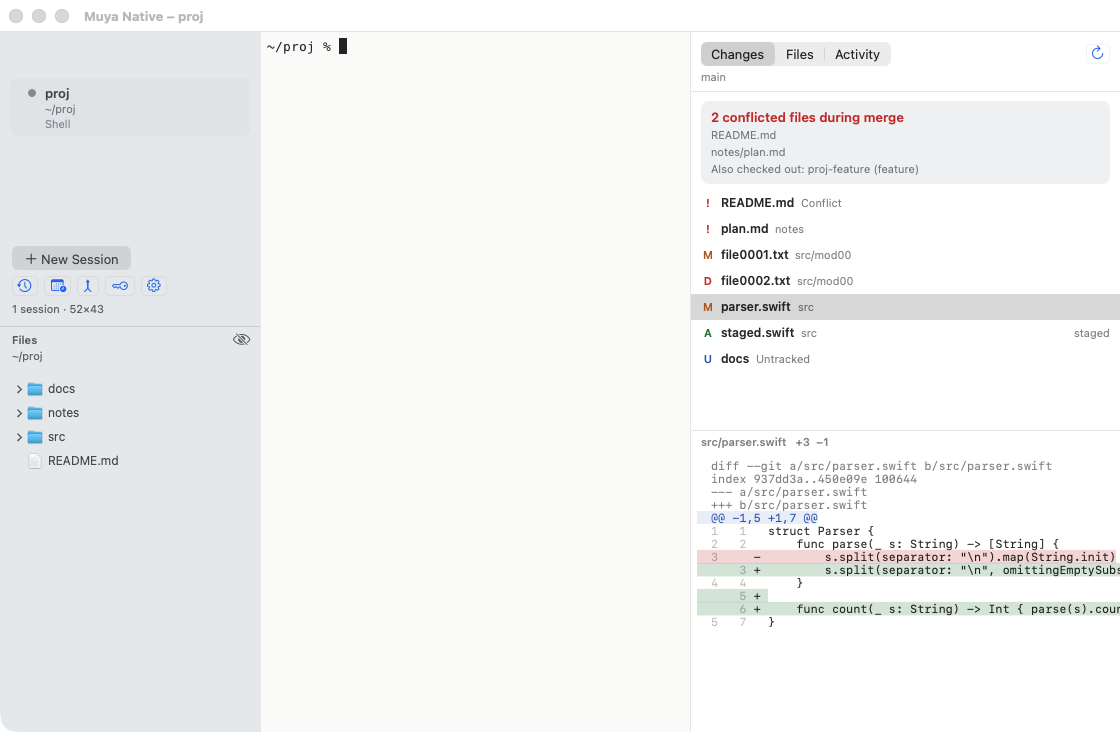 Muya Native – proj
proj
~/proj
Shell
+ New Session
1 session · 52×43
Files
~/proj
docs
notes
src
README.md
~/proj %
Changes Files Activity
main
2 conflicted files during merge
README.md
notes/plan.md
Also checked out: proj-feature (feature)
! README.md Conflict
! plan.md notes
M file0001.txt src/mod00
D file0002.txt src/mod00
M parser.swift src
A staged.swift src staged
U docs Untracked
src/parser.swift +3 −1
diff --git a/src/parser.swift b/src/parser.swift
index 937dd3a..450e09e 100644
--- a/src/parser.swift
+++ b/src/parser.swift
@@ -1,5 +1,7 @@
1 1 struct Parser {
2 2 func parse(_ s: String) -> [String] {
3 - s.split(separator: "\n").map(String.init)
3 + s.split(separator: "\n", omittingEmptySubs
4 4 }
5 +
6 + func count(_ s: String) -> Int { parse(s).coun
5 7 }